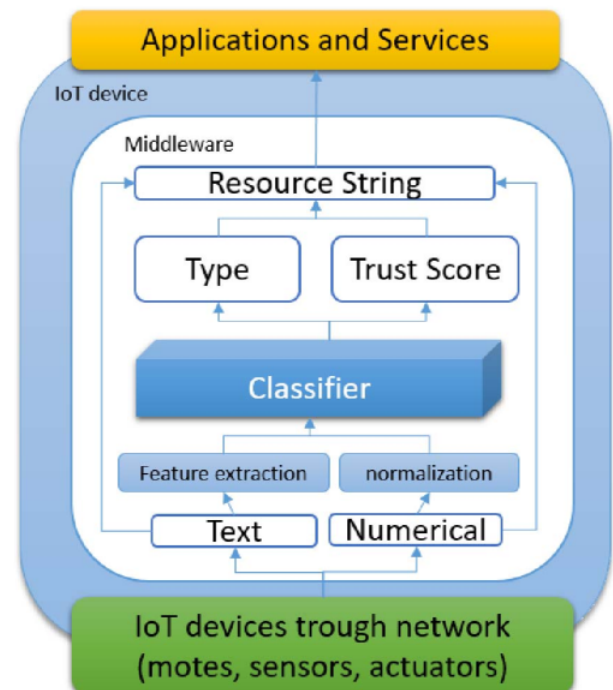 Applications and Services
IoT device
Middleware
Resource String
Type
Trust Score
Classifier
Feature extraction
normalization
Text
Numerical
IoT devices trough network
(motes, sensors, actuators)